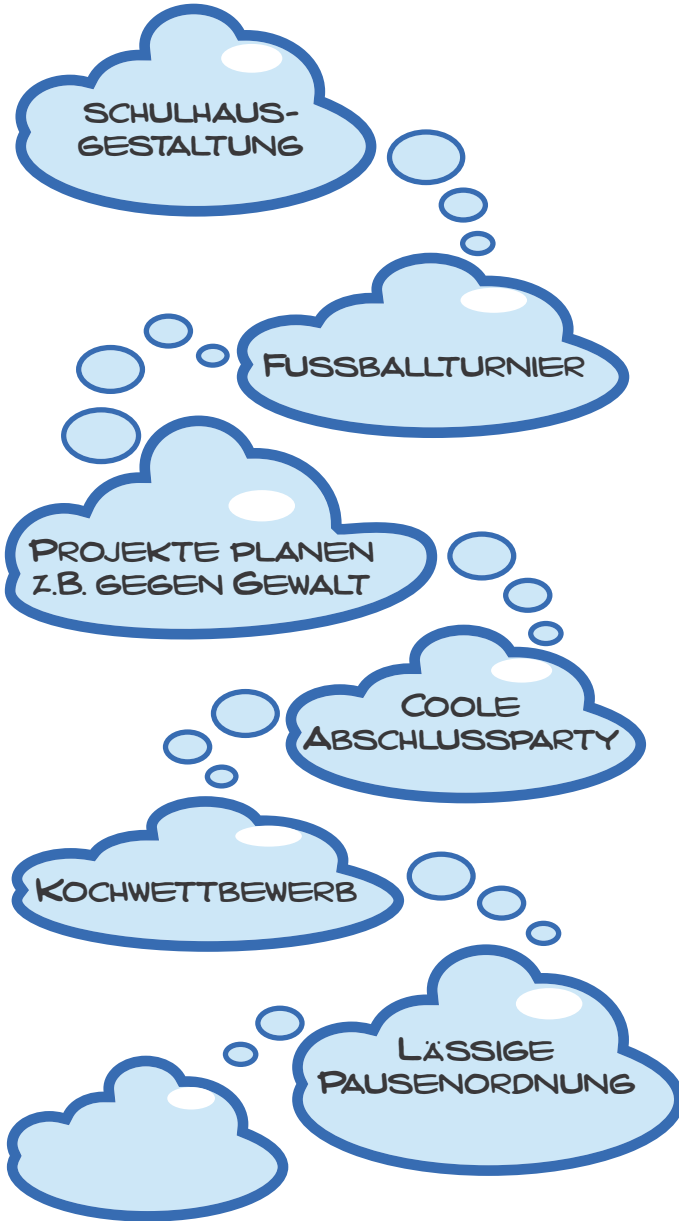 SCHULHAUS-
GESTALTUNG
FUSSBALLTURNIER
PROJEKTE PLANEN
Z.B. GEGEN GEWALT
COOLE
ABSCHLUSSPARTY
KOCHWETTBEWERB
LÄSSIGE
PAUSENORDNUNG